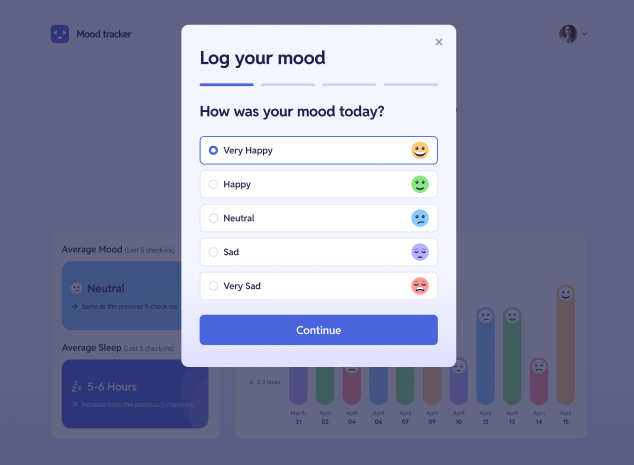 Mood tracker
Log your mood
How was your mood today?
Very Happy
Happy
Neutral
Sad
Very Sad
Continue
Average Mood (Last 5 check-ins)
Neutral
Same as the previous 5 check-ins
Average Sleep (Last 5 check-ins)
5-6 Hours
Increase from the previous 5 check-ins
0-2 hours
March April April April April April April April April April April
31 02 04 06 07 09 10 12 13 14 15